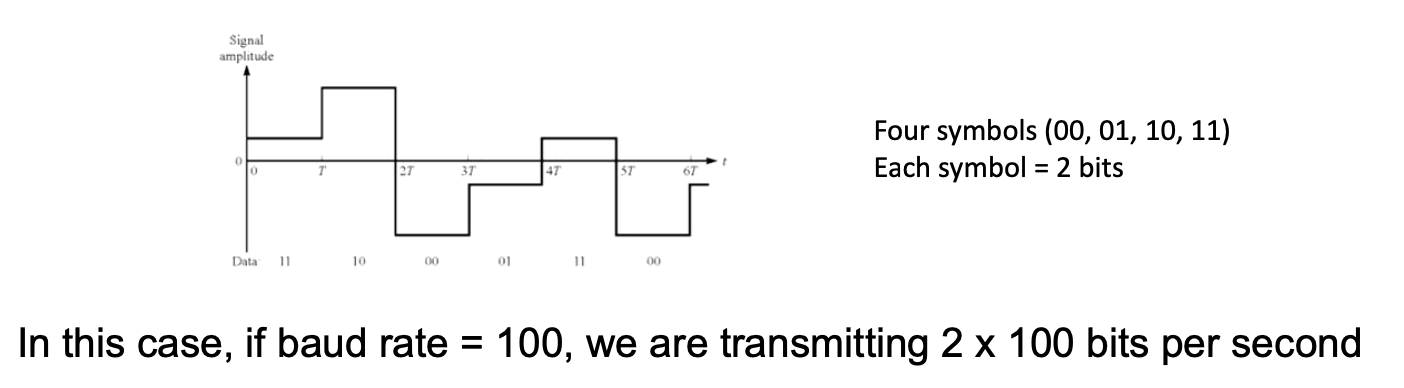 Signal
amplitude
0
0 T 2T 3T 4T 5T 6T t
Data 11 10 00 01 11 00
Four symbols (00, 01, 10, 11)
Each symbol = 2 bits
In this case, if baud rate = 100, we are transmitting 2 x 100 bits per second